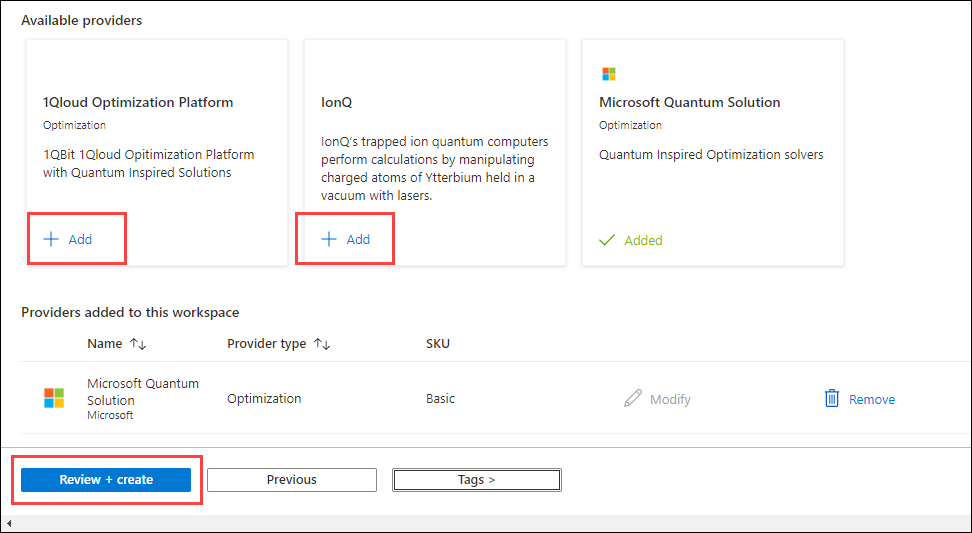 Available providers
1Qloud Optimization Platform
Optimization
1QBit 1Qloud Opitimization Platform
with Quantum Inspired Solutions
Add
IonQ
IonQ's trapped ion quantum computers
perform calculations by manipulating
charged atoms of Ytterbium held in a
vacuum with lasers.
Add
Microsoft Quantum Solution
Optimization
Quantum Inspired Optimization solvers
Added
Providers added to this workspace
Name Provider type SKU
Microsoft Quantum
Solution
Microsoft
Optimization
Basic
Modify
Remove
Review + create
Previous
Tags >